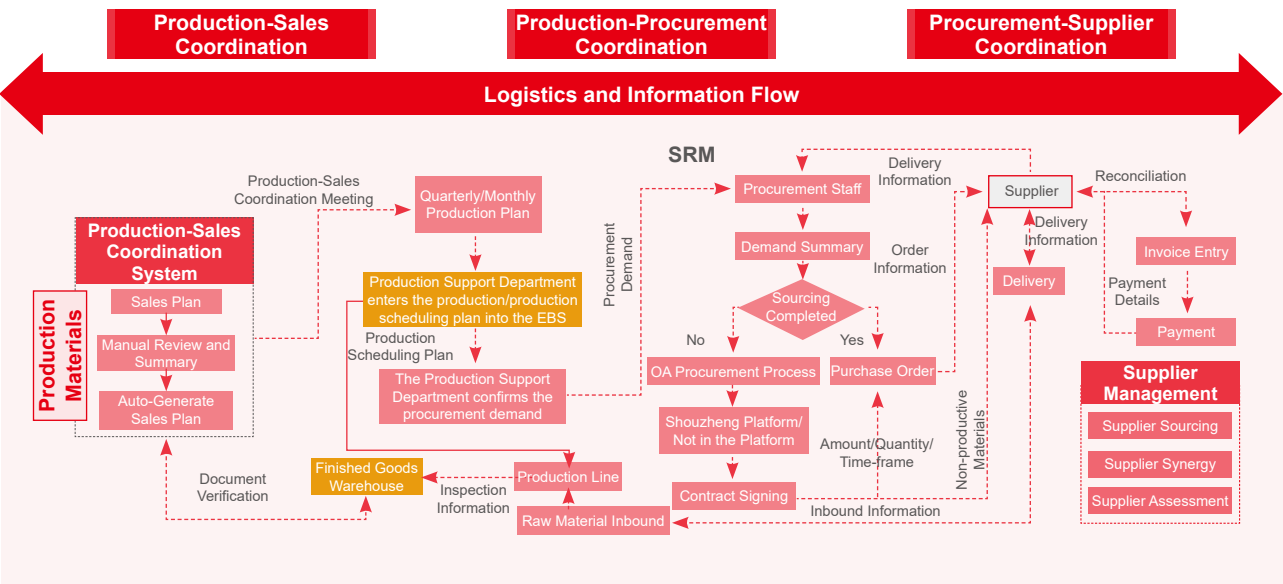 Production-Sales
Coordination
Production-Procurement
Coordination
Procurement-Supplier
Coordination
Logistics and Information Flow
Production
Materials
Production-Sales
Coordination
System
Sales Plan
Manual Review and
Summary
Auto-Generate
Sales Plan
Production-Sales
Coordination Meeting
Quarterly/Monthly
Production Plan
Production Support Department
enters the production/production
scheduling plan into the EBS
Production
Scheduling Plan
The Production Support
Department confirms the
procurement demand
Document
Verification
Finished Goods
Warehouse
Inspection
Information
Production Line
Raw Material Inbound
Procurement
Demand
SRM
Procurement Staff
Demand Summary
Sourcing
Completed
No
Yes
OA Procurement Process
Purchase Order
Shouzheng Platform/
Not in the Platform
Contract Signing
Amount/Quantity/
Time-frame
Inbound Information
Delivery
Information
Order
Information
Non-productive
Materials
Supplier
Delivery
Information
Delivery
Reconciliation
Invoice Entry
Payment
Details
Payment
Supplier
Management
Supplier Sourcing
Supplier Synergy
Supplier Assessment